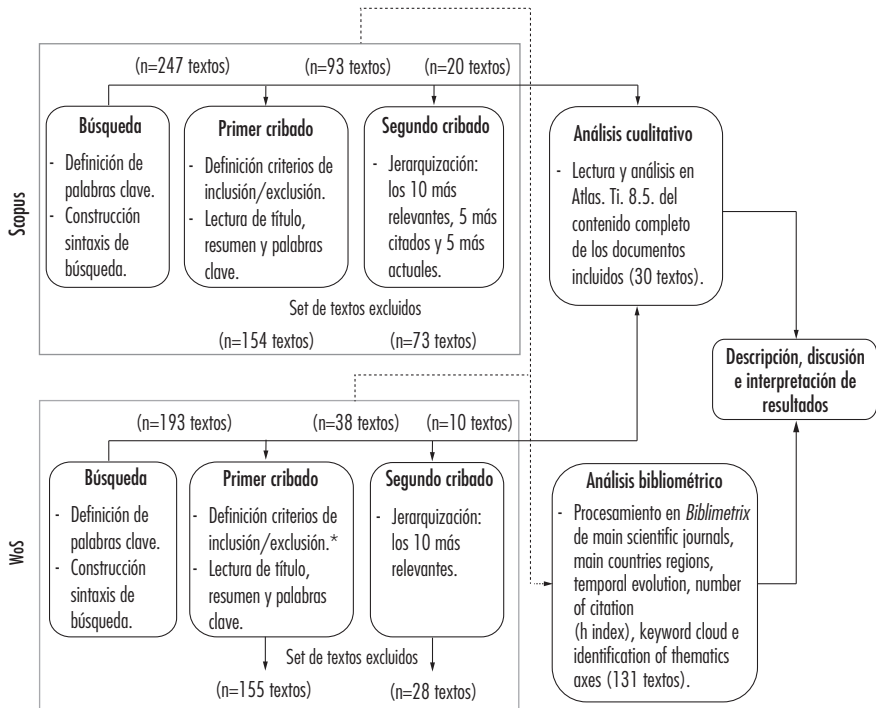 Scopus
(n=247 textos)
(n=93 textos)
(n=20 textos)
Búsqueda
- Definición de
palabras clave.
- Construcción
sintaxis de
búsqueda.
Primer cribado
- Definición criterios de
inclusión/exclusión.
- Lectura de título,
resumen y palabras
clave.
Segundo cribado
- Jerarquización:
los 10 más
relevantes, 5 más
citados y 5 más
actuales.
Set de textos excluidos
(n=154 textos)
(n=73 textos)
Análisis cualitativo
- Lectura y análisis en
Atlas. Ti. 8.5. del
contenido completo
de los documentos
incluidos (30 textos).
Descripción, discusión
e interpretación de
resultados
WoS
(n=193 textos)
(n=38 textos)
(n=10 textos)
Búsqueda
- Definición de
palabras clave.
- Construcción
sintaxis de
búsqueda.
Primer cribado
- Definición criterios de
inclusión/exclusión.*
- Lectura de título,
resumen y palabras
clave.
Segundo cribado
- Jerarquización:
los 10 más
relevantes.
Set de textos excluidos
(n=155 textos)
(n=28 textos)
Análisis bibliométrico
- Procesamiento en Biblimetrix
de main scientific journals,
main countries regions,
temporal evolution, number
of citation
(h index), keyword cloud e
identification of thematics
axes (131 textos).